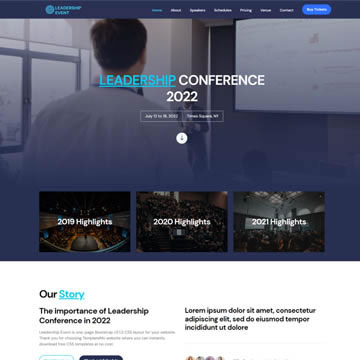 LEADERSHIP
EVENT
Home About Speakers Schedules Pricing Venue Contact Buy Tickets
LEADERSHIP CONFERENCE
2022
July 12 to 18, 2022 Times Square, NY
2019 Highlights 2020 Highlights 2021 Highlights
Our Story
The importance of Leadership
Conference in 2022
Leadership Event is one-page Bootstrap v5.1.3 CSS layout for your website.
Thank you for choosing TemplateMo website where you can instantly
download free CSS templates at no cost.
Lorem ipsum dolor sit amet, consectetur
adipiscing elit, sed do eiusmod tempor
incididunt ut dolore